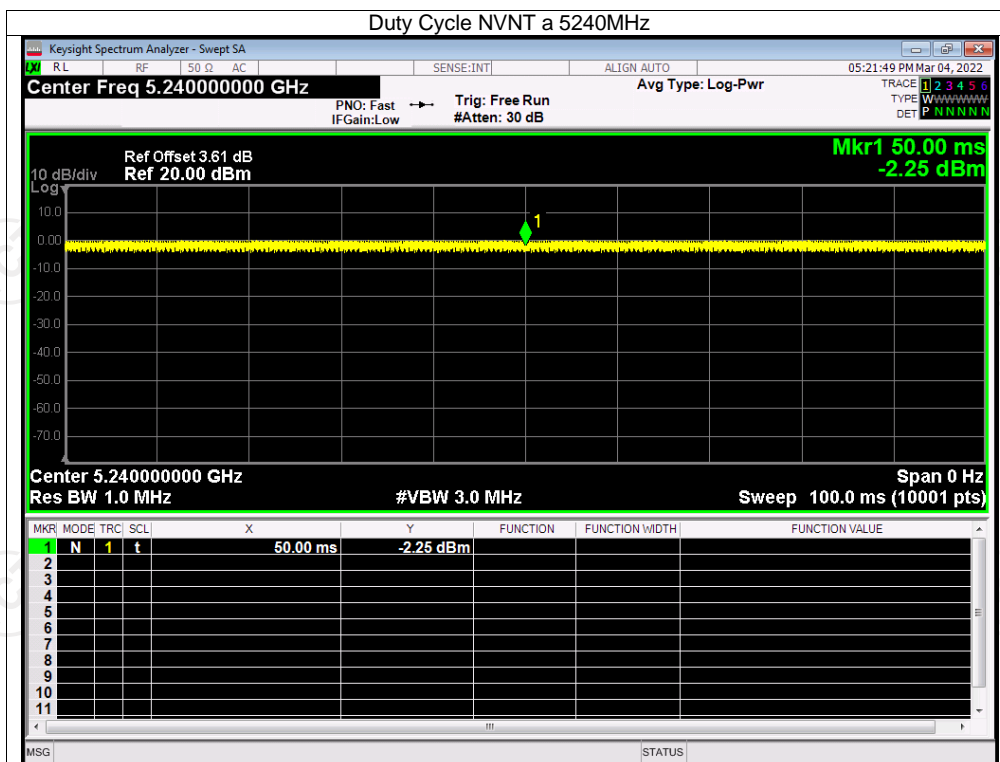 Duty Cycle NVNT a 5240MHz
Keysight Spectrum Analyzer - Swept SA
LXI RL RF 50 Ω AC SENSE:INT ALIGN AUTO 05:21:49 PM Mar 04, 2022
Center Freq 5.240000000 GHz
PNO: Fast
IFGain:Low
Trig: Free Run
#Atten: 30 dB
Avg Type: Log-Pwr
TRACE 1 2 3 4 5 6
TYPE WWWWWW
DET P N N N N N
Ref Offset 3.61 dB
10 dB/div Ref 20.00 dBm
Log
Mkr1 50.00 ms
-2.25 dBm
10.0
0.00
-10.0
-20.0
-30.0
-40.0
-50.0
-60.0
-70.0
1
Center 5.240000000 GHz Span 0 Hz
Res BW 1.0 MHz #VBW 3.0 MHz Sweep 100.0 ms (10001 pts)
MKR MODE TRC SCL X Y FUNCTION FUNCTION WIDTH FUNCTION VALUE
1 N 1 t 50.00 ms -2.25 dBm
2
3
4
5
6
7
8
9
10
11
MSG STATUS